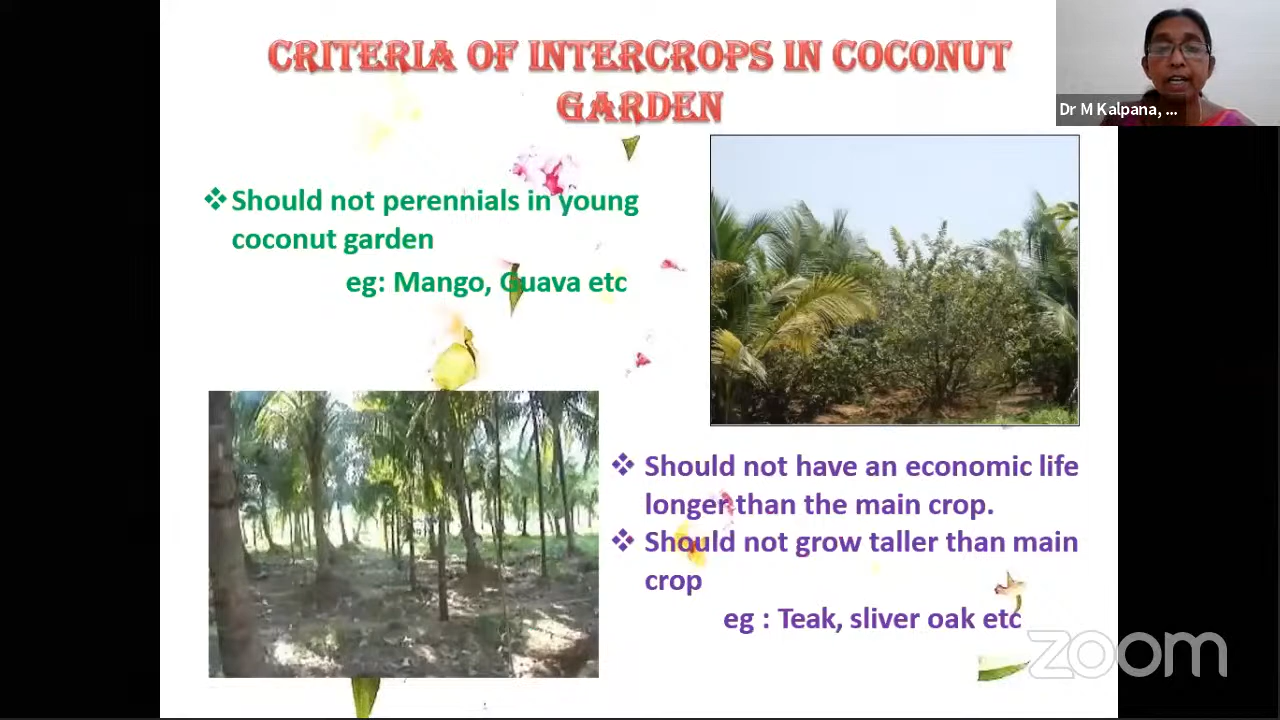 CRITERIA OF INTERCROPS IN COCONUT
GARDEN
Dr M Kalpana, ...
❖Should not perennials in young
coconut garden
eg: Mango, Guava etc
❖ Should not have an economic life
longer than the main crop.
❖ Should not grow taller than main
crop
eg : Teak, sliver oak etc
zoom